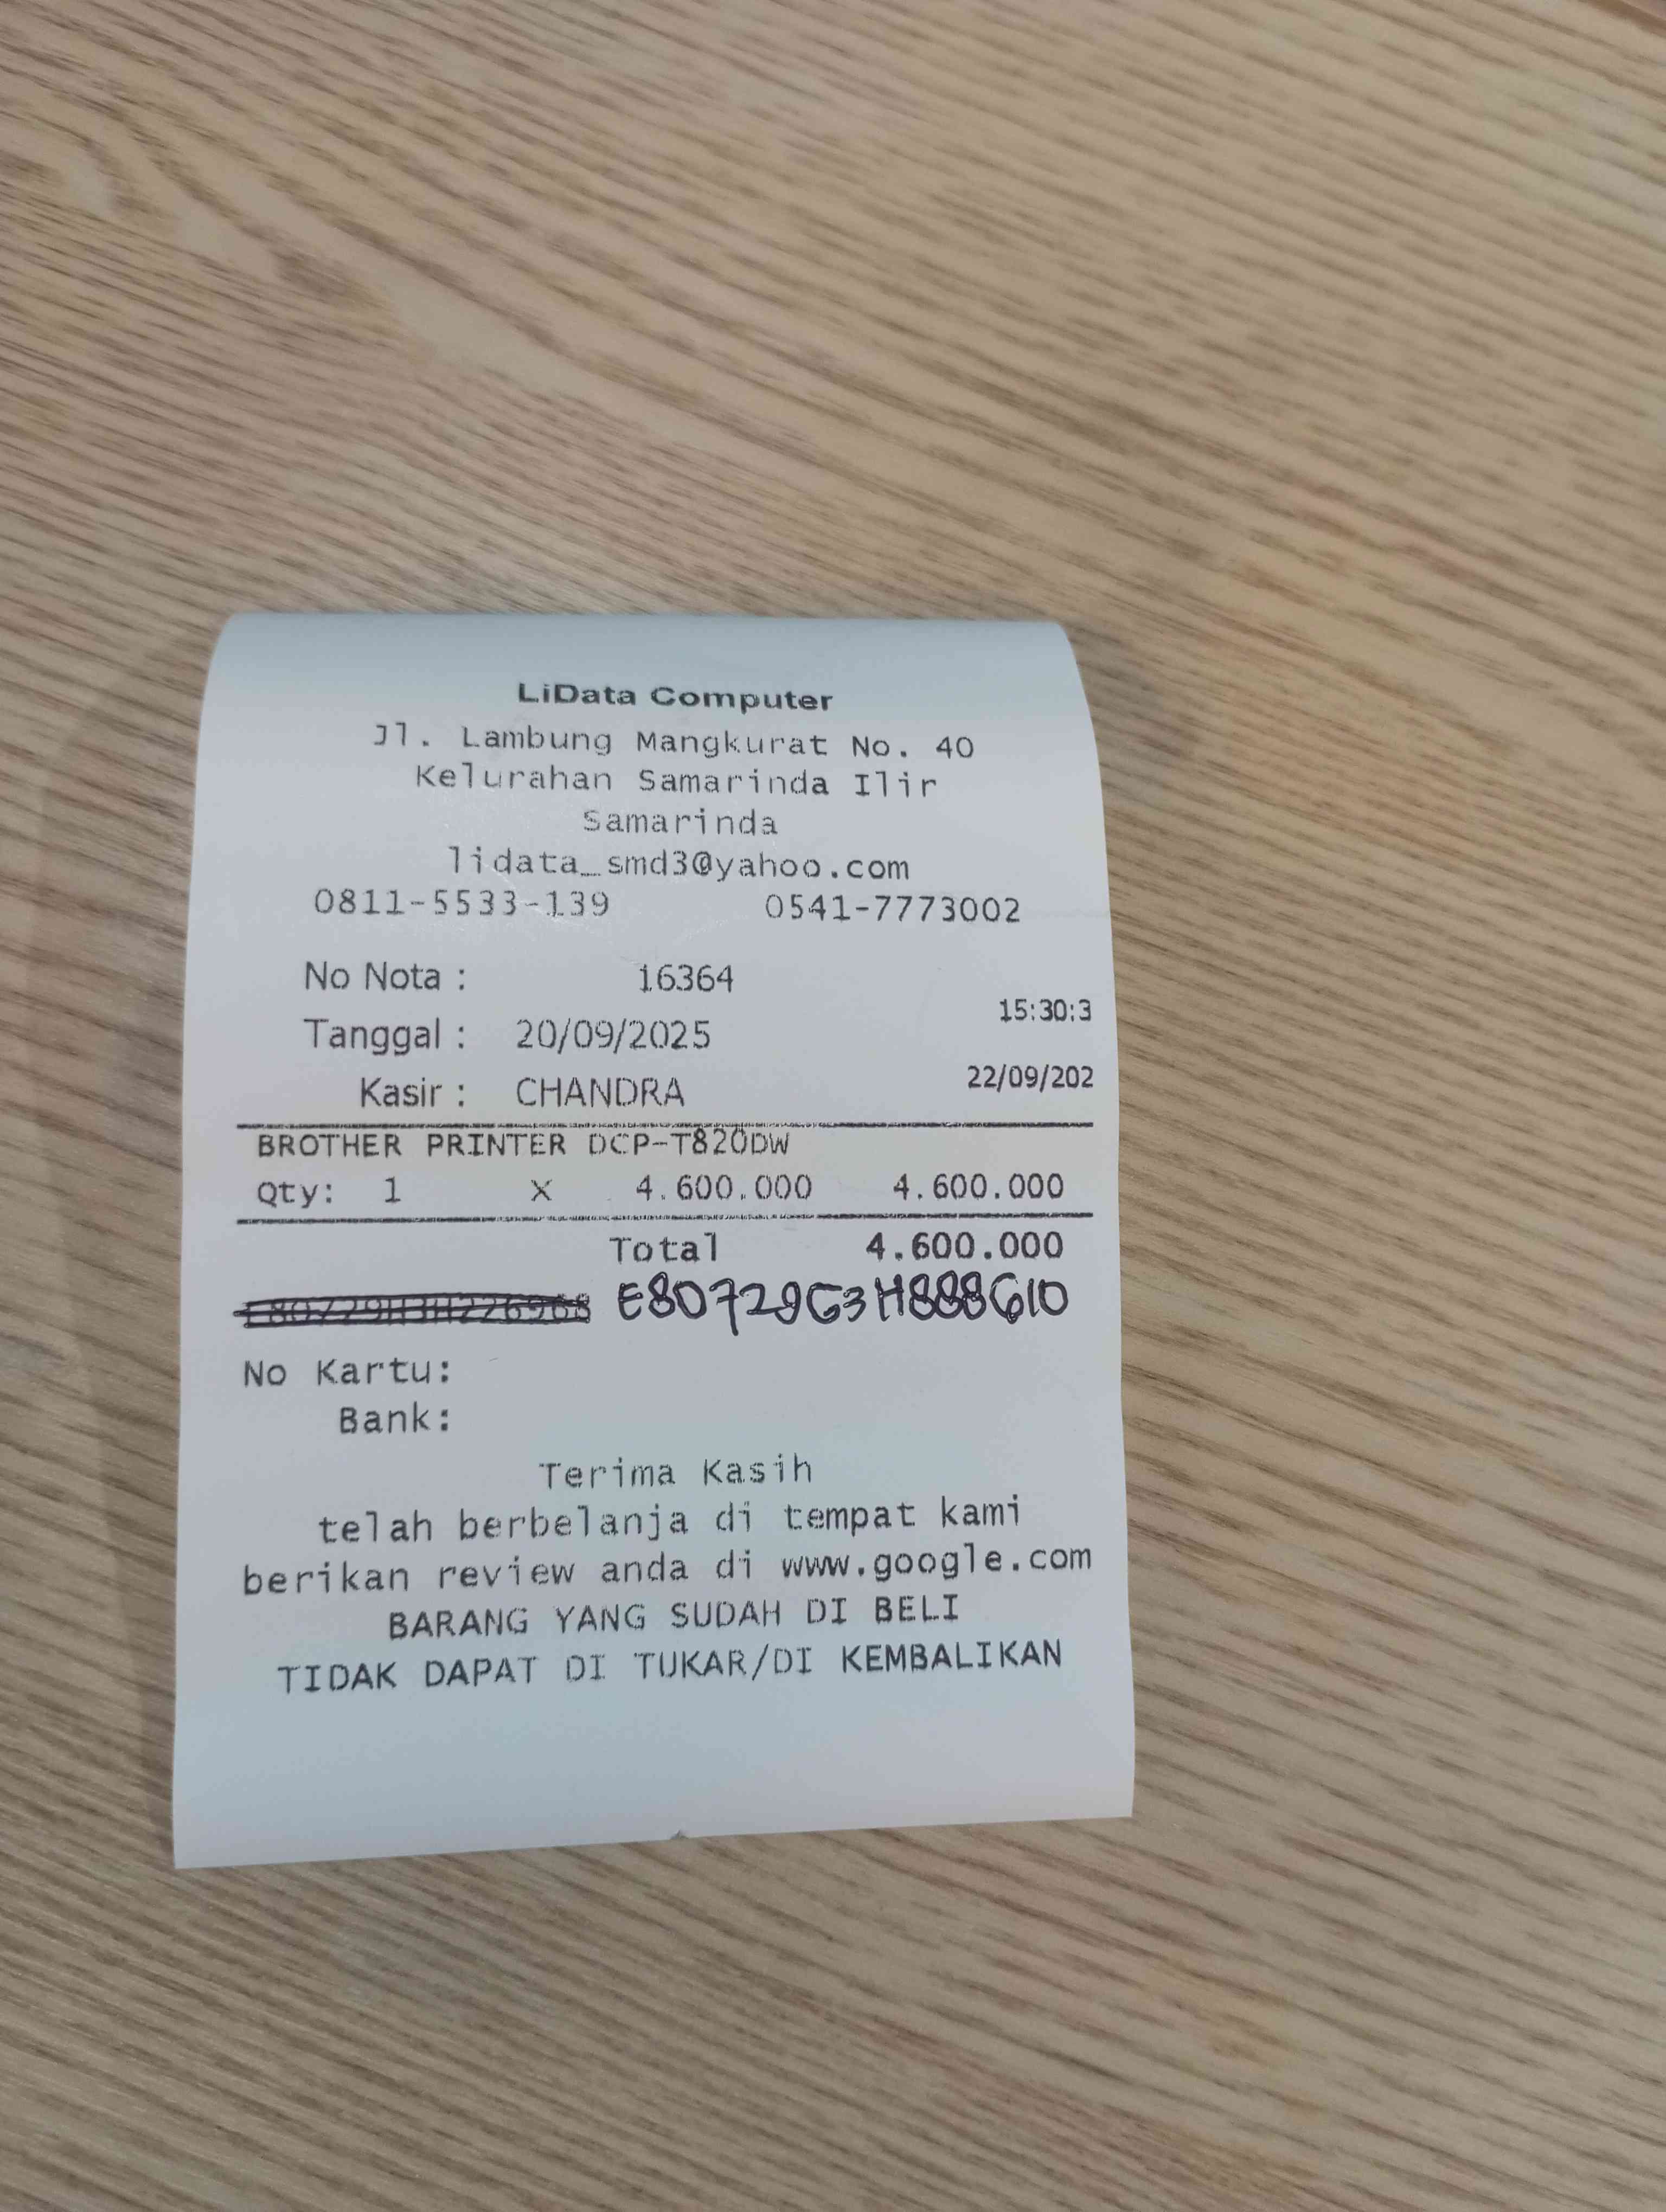 LiData Computer
Jl. Lambung Mangkurat No. 40
Kelurahan Samarinda Ilir
Samarinda
lidata_smd3@yahoo.com
0811-5533-139 0541-7773002
No Nota : 16364
15:30:3
Tanggal : 20/09/2025
22/09/202
Kasir : CHANDRA
BROTHER PRINTER DCP-T820DW
Qty: 1 X 4.600.000 4.600.000
Total 4.600.000
E80729G3H888610
No Kartu:
Bank:
Terima Kasih
telah berbelanja di tempat kami
berikan review anda di www.google.com
BARANG YANG SUDAH DI BELI
TIDAK DAPAT DI TUKAR/DI KEMBALIKAN